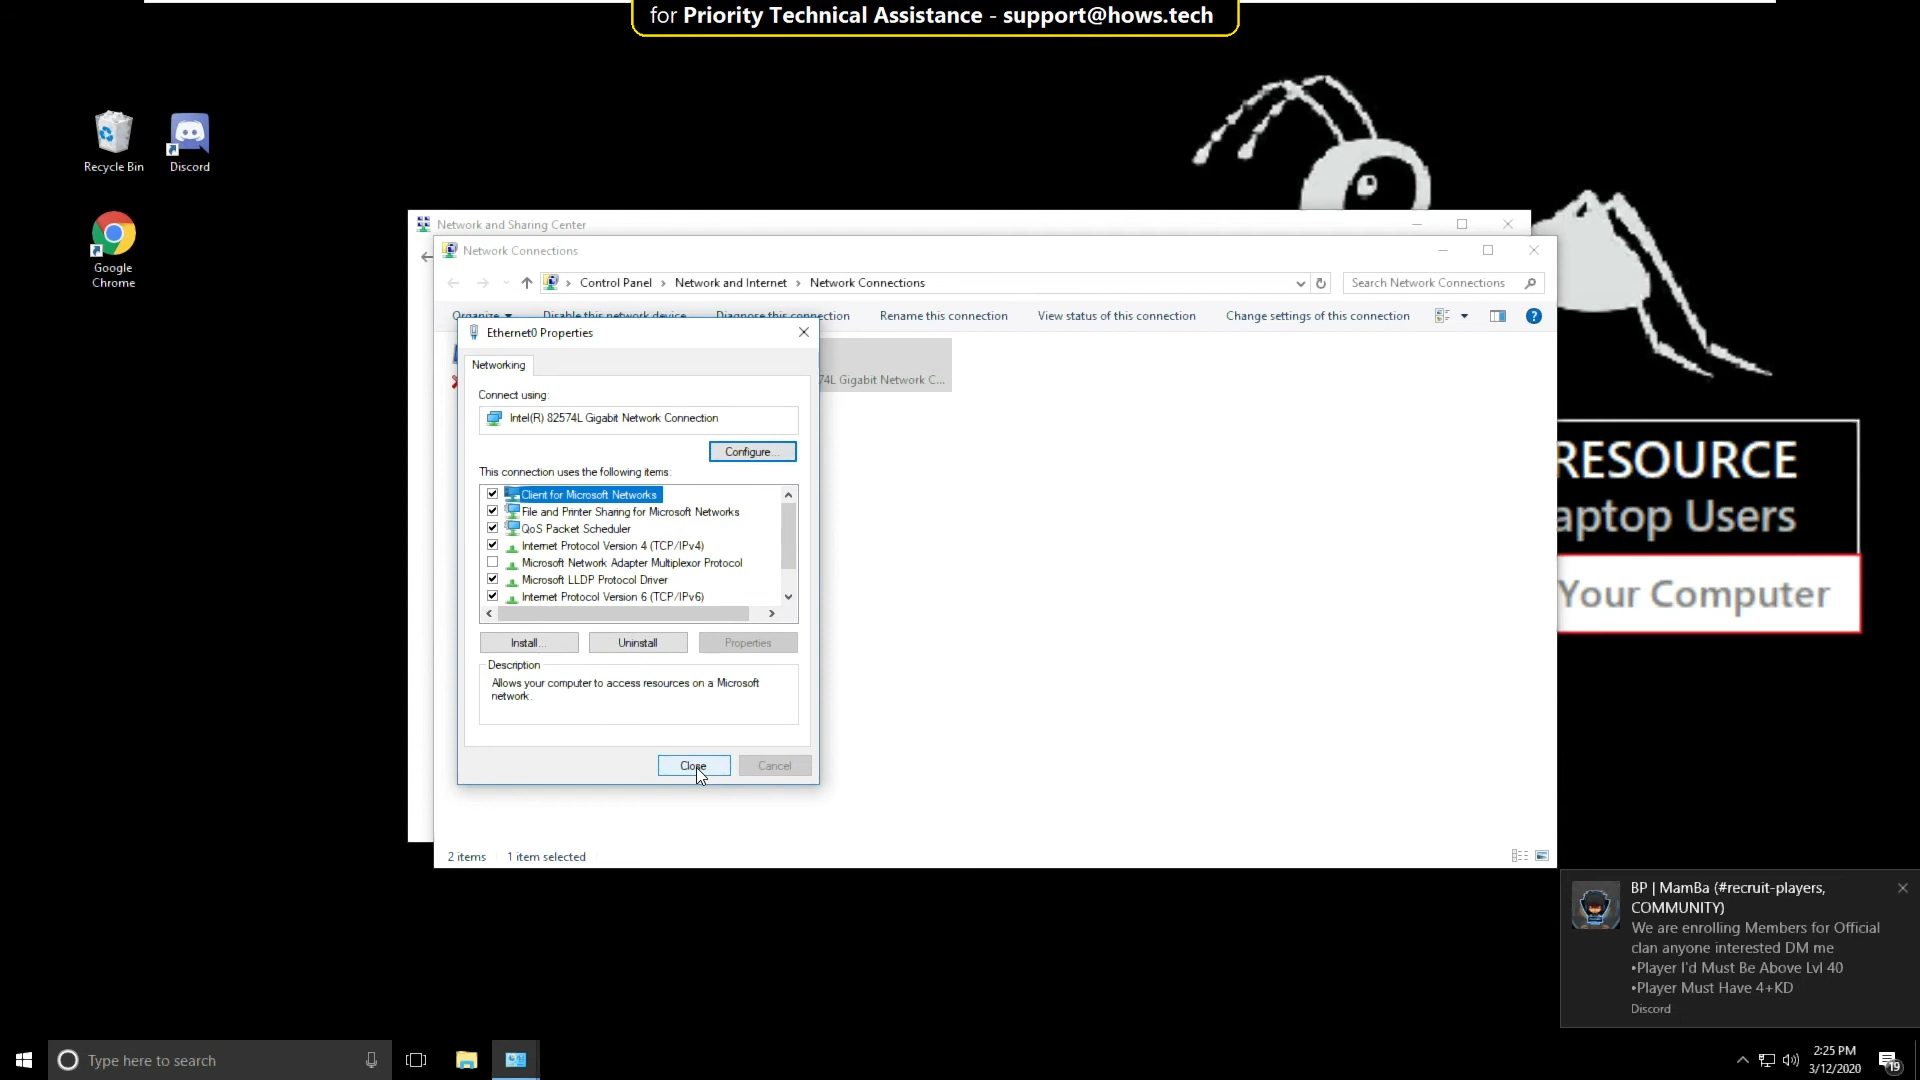 for Priority Technical Assistance - support@hows.tech
Recycle Bin
Discord
Google
Chrome
Network and Sharing Center
Network Connections
Control Panel > Network and Internet > Network Connections
Search Network Connections
Organize
Disable this network device
Diagnose this connection
Rename this connection
View status of this connection
Change settings of this connection
Ethernet0 Properties
Networking
74L Gigabit Network C...
Connect using:
Intel(R) 82574L Gigabit Network Connection
Configure...
This connection uses the following items:
Client for Microsoft Networks
File and Printer Sharing for Microsoft Networks
QoS Packet Scheduler
Internet Protocol Version 4 (TCP/IPv4)
Microsoft Network Adapter Multiplexor Protocol
Microsoft LLDP Protocol Driver
Internet Protocol Version 6 (TCP/IPv6)
Install...
Uninstall
Properties
Description
Allows your computer to access resources on a Microsoft
network.
Close
Cancel
2 items
1 item selected
RESOURCE
aptop Users
Your Computer
BP | MamBa (#recruit-players,
COMMUNITY)
We are enrolling Members for Official
clan anyone interested DM me
•Player I'd Must Be Above Lvl 40
•Player Must Have 4+KD
Discord
Type here to search
2:25 PM
3/12/2020
19